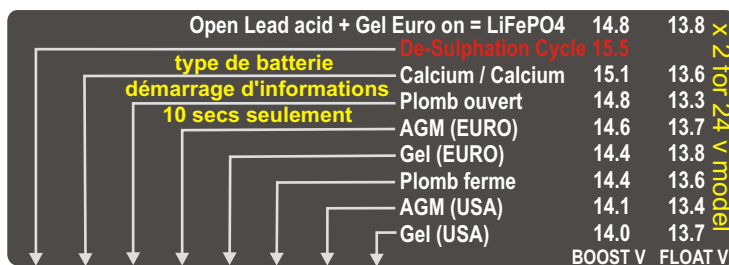 Open Lead acid + Gel Euro on = LiFePO4 14.8 13.8
De-Sulphation Cycle 15.5
type de batterie
Calcium / Calcium 15.1 13.6
démarrage d'informations
Plomb ouvert 14.8 13.3
10 secs seulement
AGM (EURO) 14.6 13.7
Gel (EURO) 14.4 13.8
Plomb ferme 14.4 13.6
AGM (USA) 14.1 13.4
Gel (USA) 14.0 13.7
BOOST V FLOAT V
x 2 for 24 v model